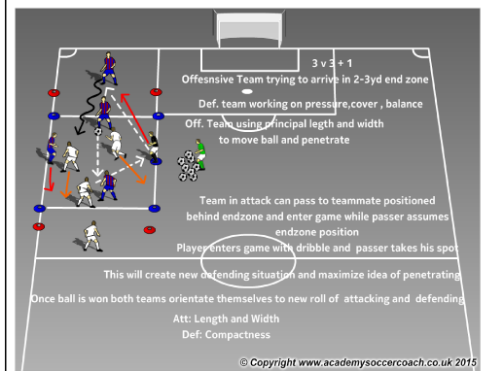 3 v 3 + 1
Offensnive Team trying to arrive in 2-3yd end zone
Def. team working on pressure,cover , balance
Off. Team using principal legth and width
to move ball and penetrate
Team in attack can pass to teammate positioned
behind endzone and enter game while passer assumes
endzone position
Player enters game with dribble and passer takes his spot
This will create new defending situation and maximize idea of penetrating
Once ball is won both teams orientate themselves to new roll of attacking and defending
Att: Length and Width
Def: Compactness
© Copyright www.academysoccercoach.co.uk 2015